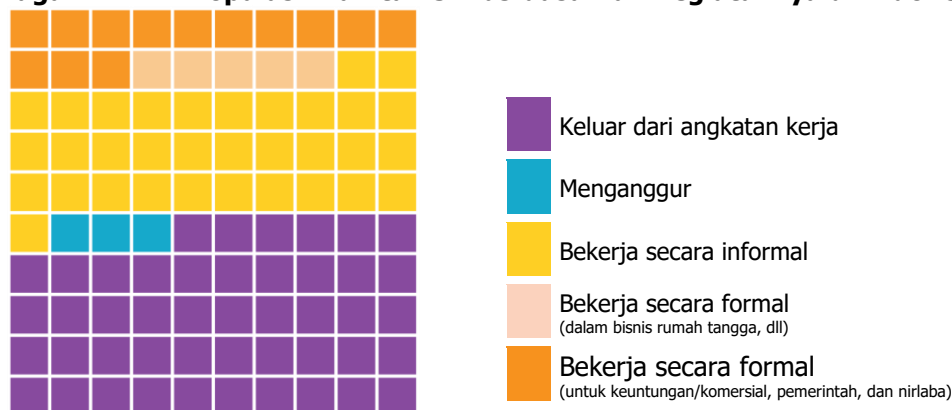 Keluar dari angkatan kerja
Menganggur
Bekerja secara informal
Bekerja secara formal
(dalam bisnis rumah tangga, dll)
Bekerja secara formal
(untuk keuntungan/komersial, pemerintah, dan nirlaba)